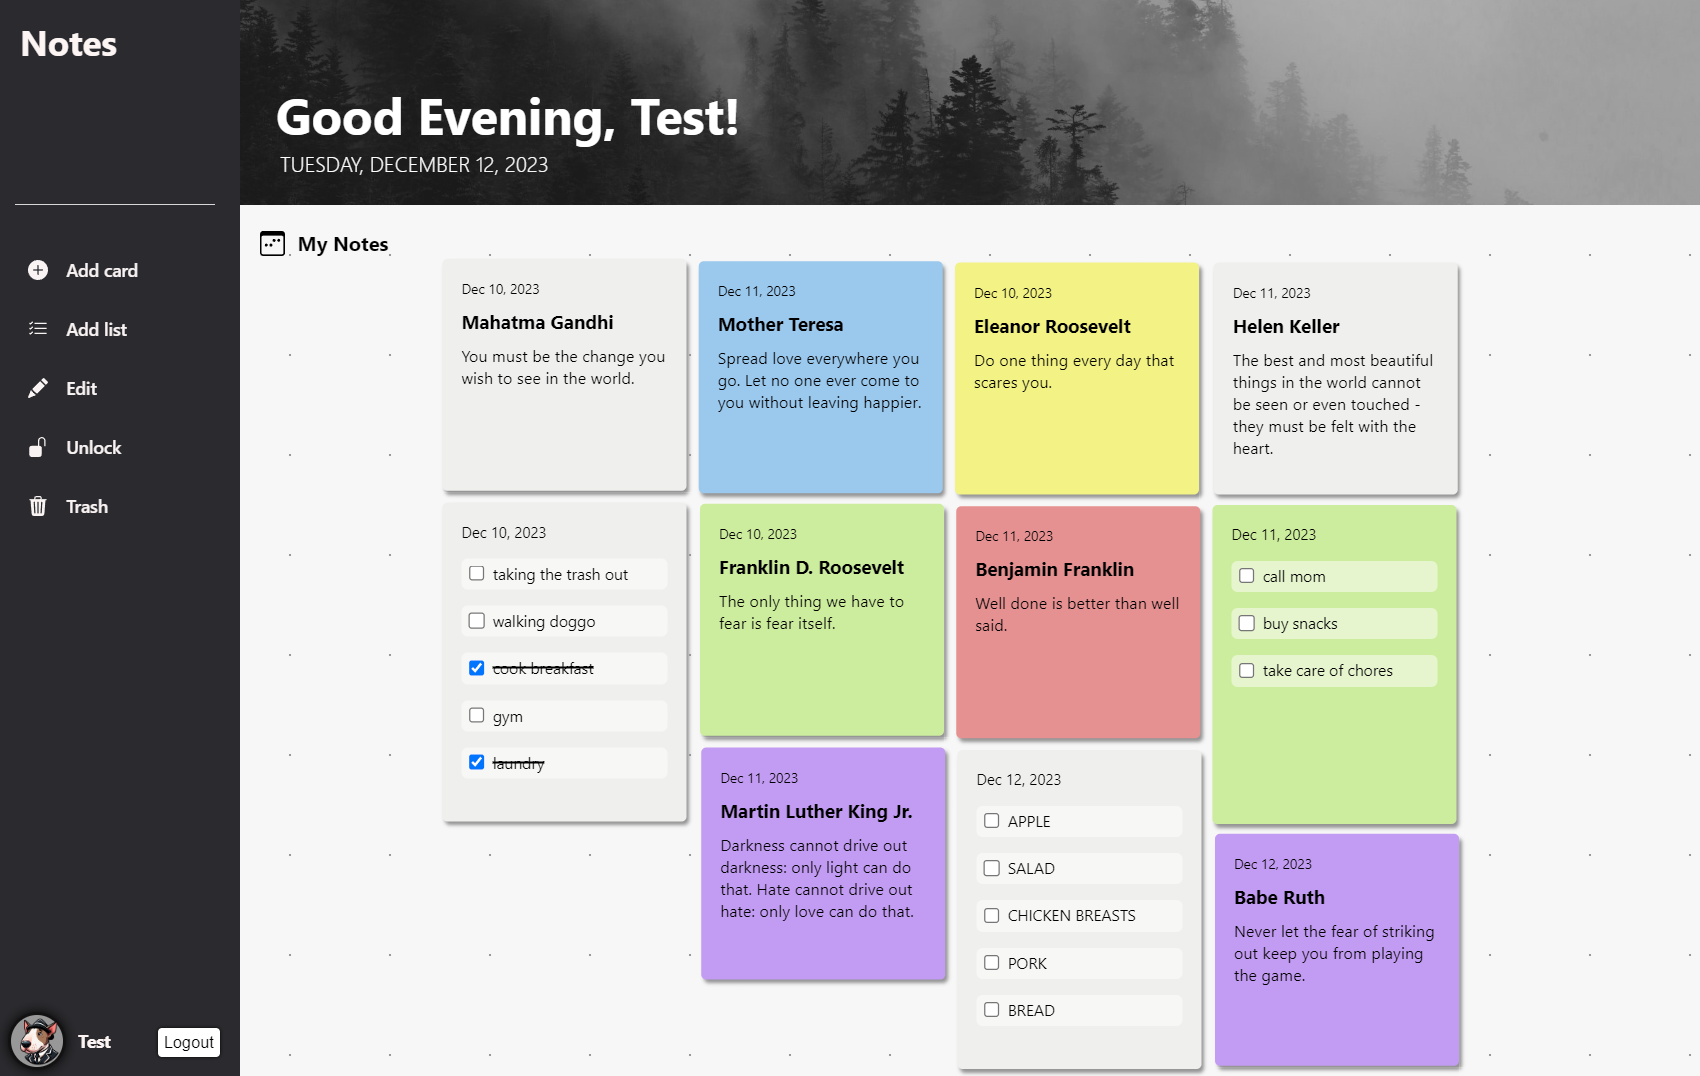 Notes
Add card
Add list
Edit
Unlock
Trash
Test
Logout
Good Evening, Test!
TUESDAY, DECEMBER 12, 2023
My Notes
Dec 10, 2023
Mahatma Gandhi
You must be the change you
wish to see in the world.
Dec 11, 2023
Mother Teresa
Spread love everywhere you
go. Let no one ever come to
you without leaving happier.
Dec 10, 2023
Eleanor Roosevelt
Do one thing every day that
scares you.
Dec 11, 2023
Helen Keller
The best and most beautiful
things in the world cannot
be seen or even touched -
they must be felt with the
heart.
Dec 10, 2023
taking the trash out
walking doggo
cook breakfast
gym
laundry
Dec 10, 2023
Franklin D. Roosevelt
The only thing we have to
fear is fear itself.
Dec 11, 2023
Benjamin Franklin
Well done is better than well
said.
Dec 11, 2023
call mom
buy snacks
take care of chores
Dec 11, 2023
Martin Luther King Jr.
Darkness cannot drive out
darkness: only light can do
that. Hate cannot drive out
hate: only love can do that.
Dec 12, 2023
APPLE
SALAD
CHICKEN BREASTS
PORK
BREAD
Dec 12, 2023
Babe Ruth
Never let the fear of striking
out keep you from playing
the game.